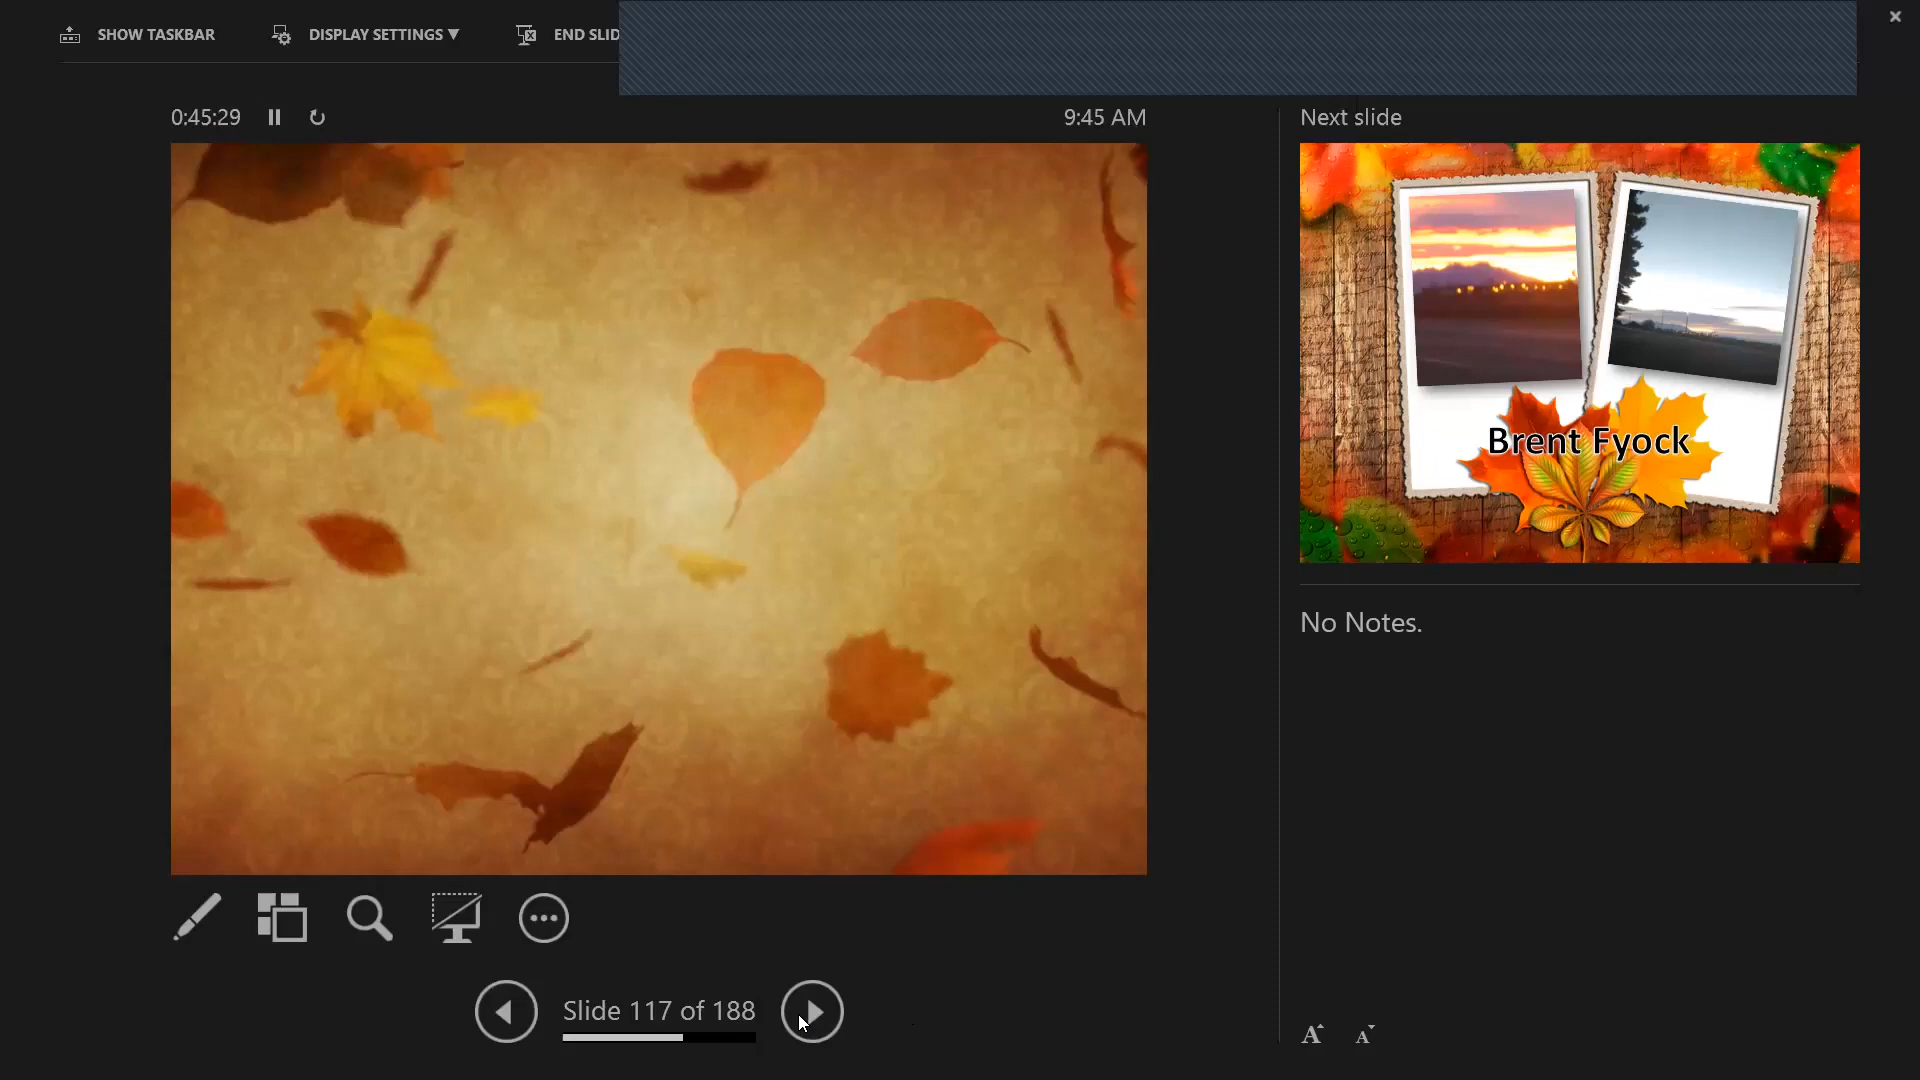 SHOW TASKBAR
DISPLAY SETTINGS ▼
END SLID
0:45:29
9:45 AM
Next slide
Brent Fyock
No Notes.
Slide 117 of 188
A A